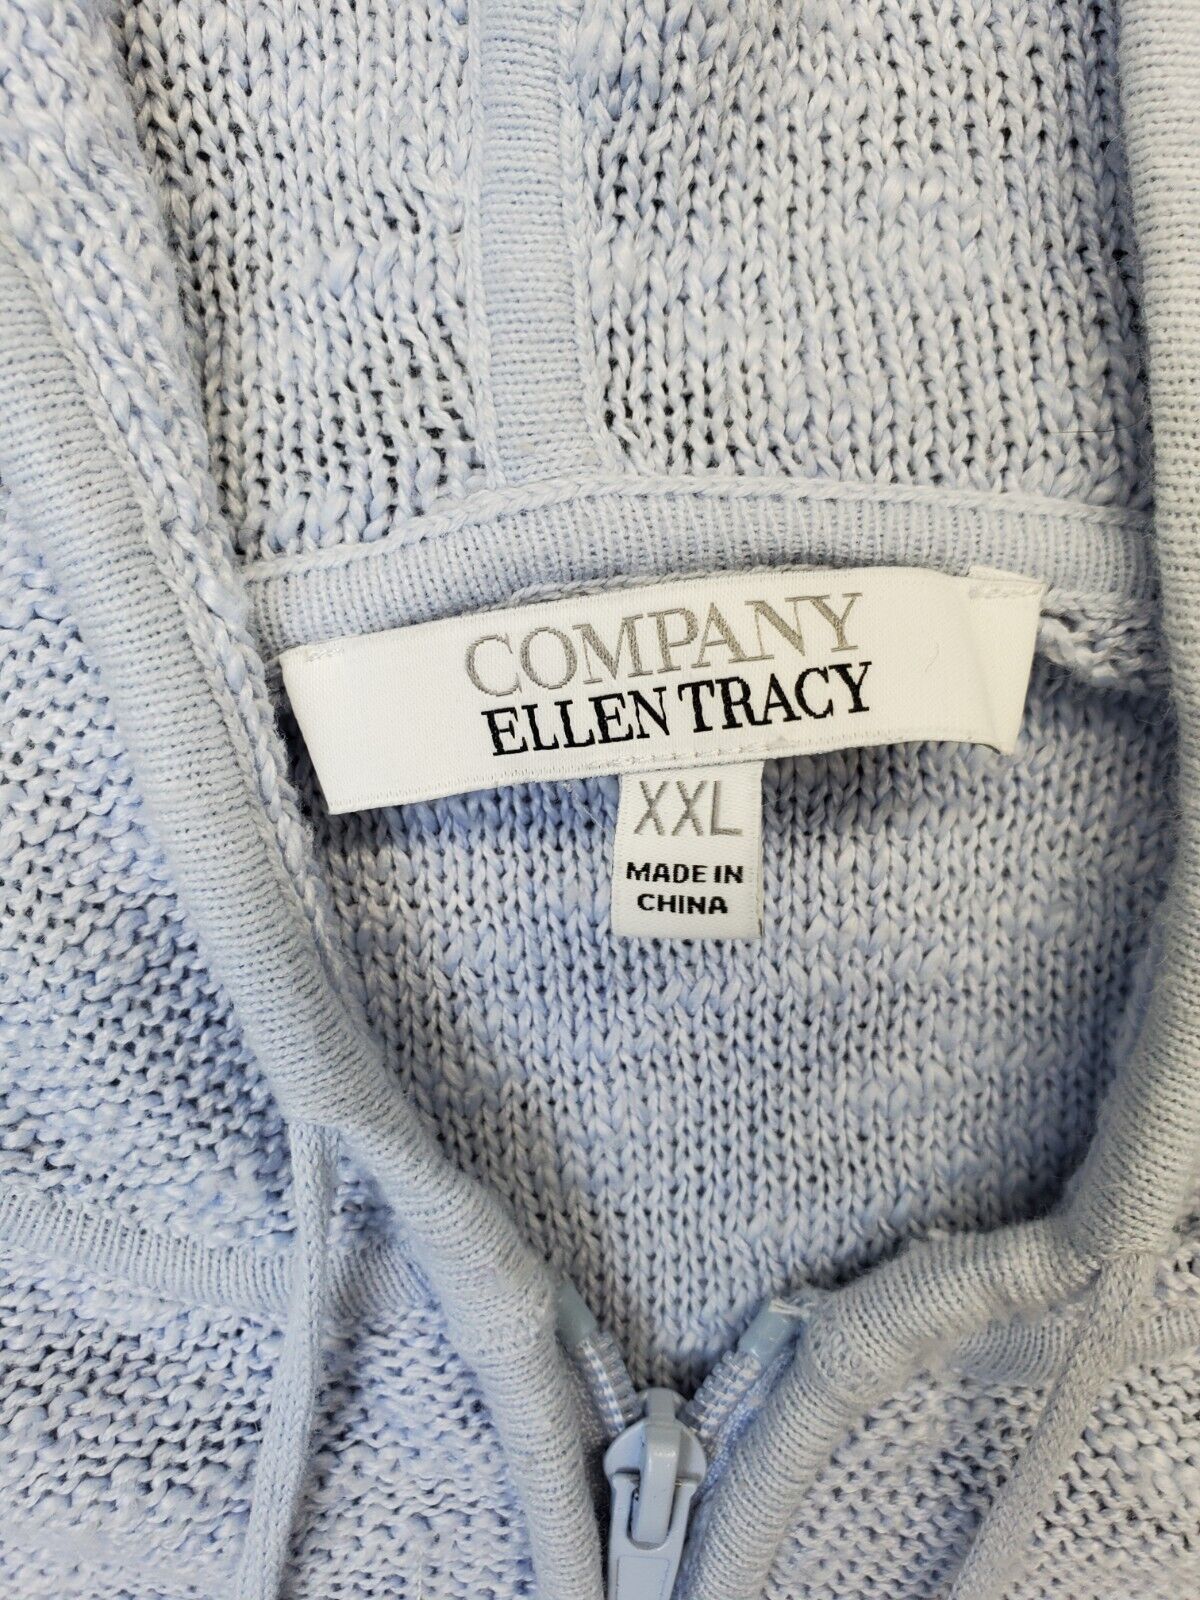 COMPANY
ELLEN TRACY
XXL
MADE IN
CHINA